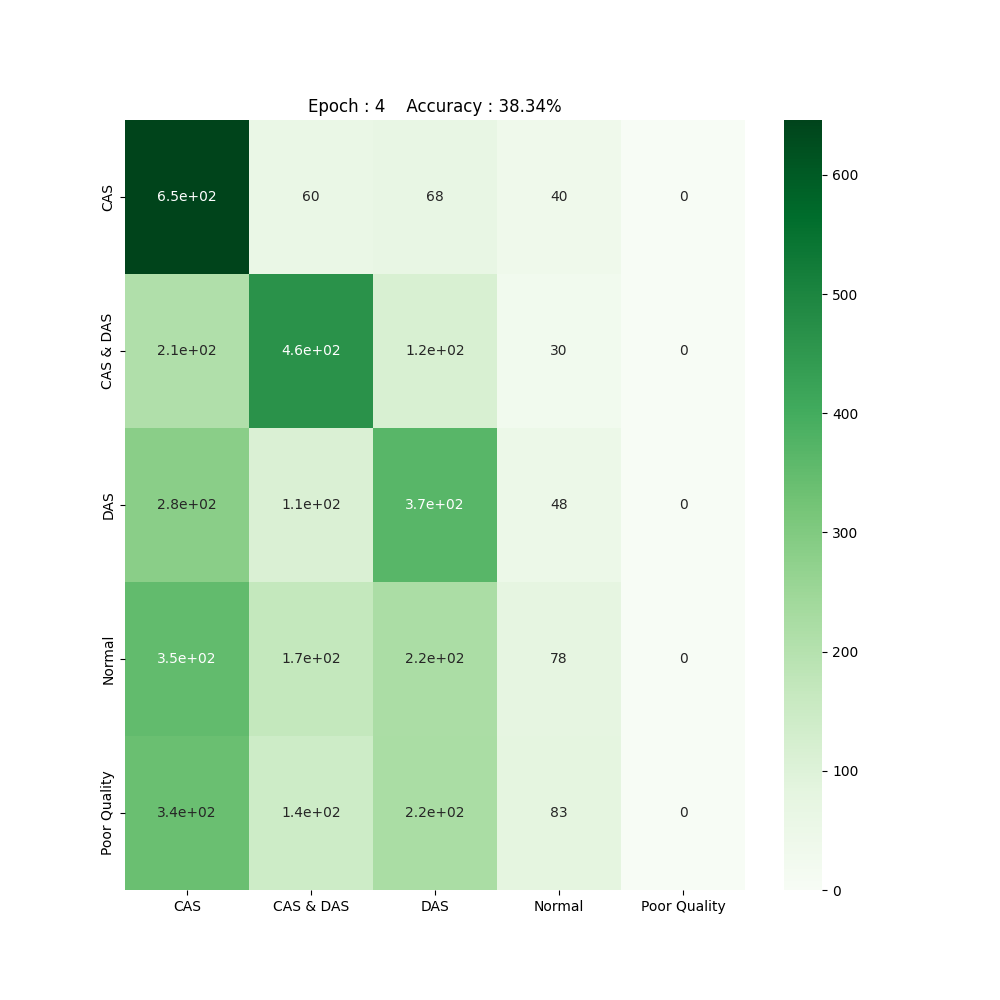 Epoch : 4    Accuracy : 38.34%
CAS 6.5e+02 60 68 40 0
CAS & DAS 2.1e+02 4.6e+02 1.2e+02 30 0
DAS 2.8e+02 1.1e+02 3.7e+02 48 0
Normal 3.5e+02 1.7e+02 2.2e+02 78 0
Poor Quality 3.4e+02 1.4e+02 2.2e+02 83 0
CAS CAS & DAS DAS Normal Poor Quality
600
500
400
300
200
100
0